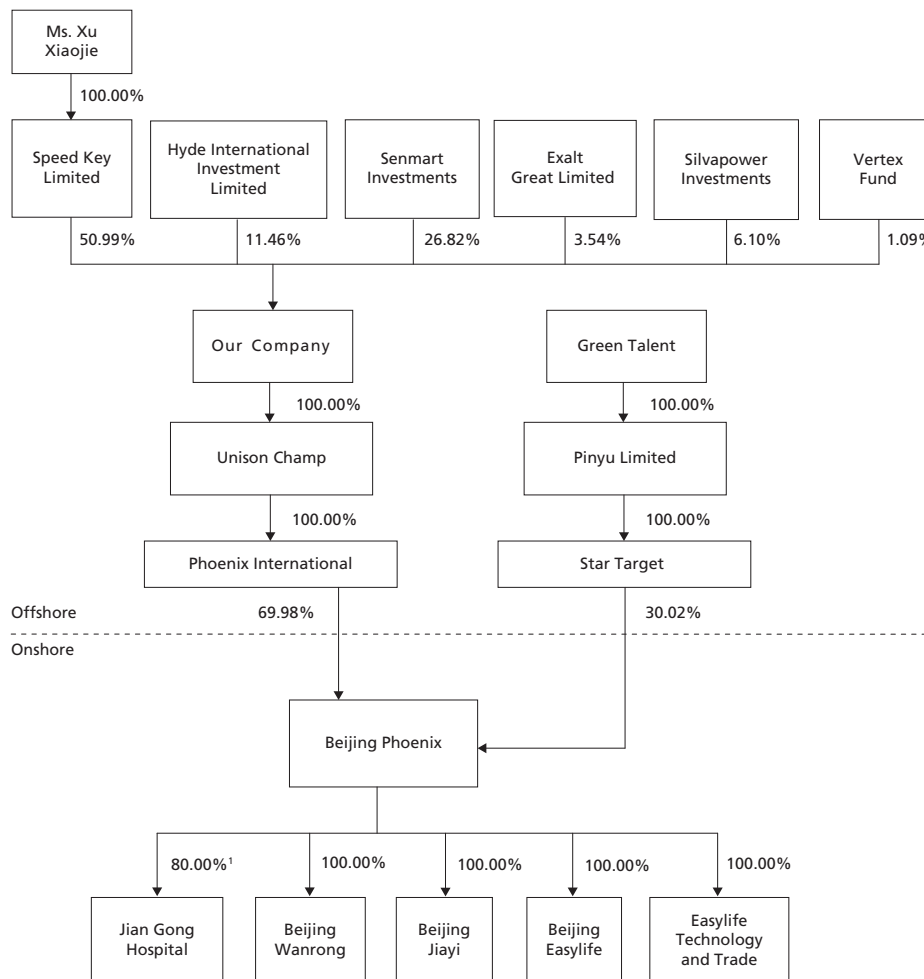 Ms. Xu
Xiaojie
100.00%
Speed Key
Limited
Hyde International
Investment
Limited
Senmart
Investments
Exalt
Great Limited
Silvapower
Investments
Vertex
Fund
50.99%
11.46%
26.82%
3.54%
6.10%
1.09%
Our Company
Green Talent
100.00%
100.00%
Unison Champ
Pinyu Limited
100.00%
100.00%
Phoenix International
Star Target
69.98%
30.02%
Offshore
Onshore
Beijing Phoenix
80.00%¹
100.00%
100.00%
100.00%
100.00%
Jian Gong
Hospital
Beijing
Wanrong
Beijing
Jiayi
Beijing
Easylife
Easylife
Technology
and Trade